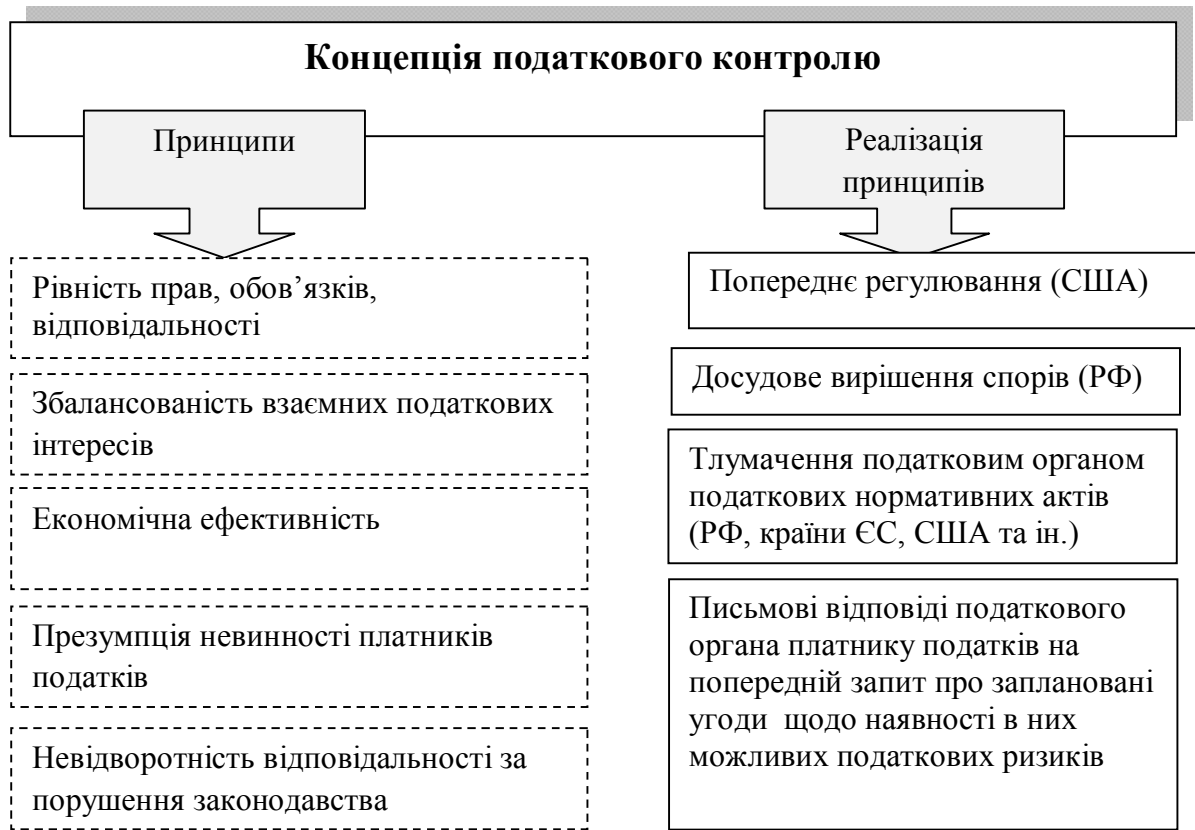 Концепція податкового контролю
Принципи
Рівність прав, обов’язків,
відповідальності
Збалансованість взаємних податкових
інтересів
Економічна ефективність
Презумпція невинності платників
податків
Невідворотність відповідальності за
порушення законодавства
Реалізація
принципів
Попереднє регулювання (США)
Досудове вирішення спорів (РФ)
Тлумачення податковим органом
податкових нормативних актів
(РФ, країни ЄС, США та ін.)
Письмові відповіді податкового
органа платнику податків на
попередній запит про заплановані
угоди щодо наявності в них
можливих податкових ризиків